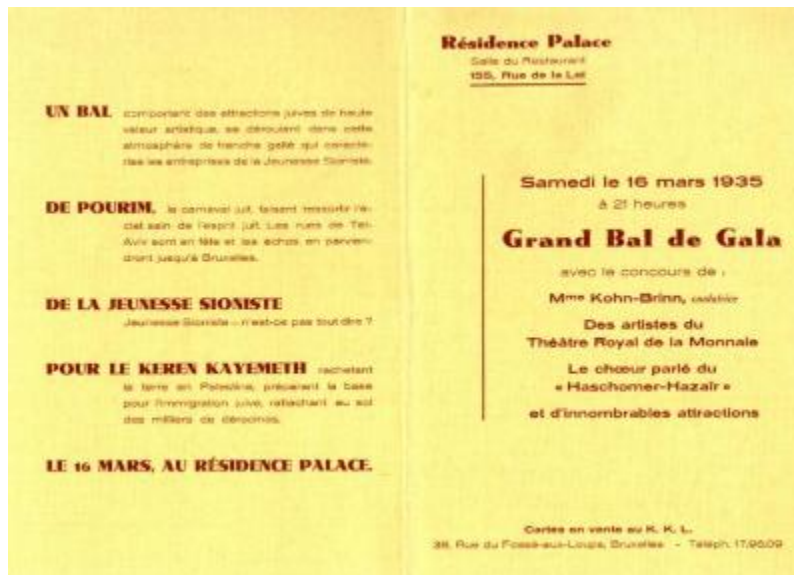 UN BAL comportant des attractions juives de haute
valeur artistique, se déroulant dans cette
atmosphère de franche gaîté qui caracté-
rise les entreprises de la Jeunesse Sioniste.
DE POURIM, le carnaval juif, faisant ressortir l'é-
clat sain de l'esprit juif. Les rues de Tel-
Aviv sont en fête et les échos en parvien-
dront jusqu'à Bruxelles.
DE LA JEUNESSE SIONISTE
Jeunesse Sioniste - n'est-ce pas tout dire ?
POUR LE KEREN KAYEMETH rachetant
la terre en Palestine, préparant la base
pour l'immigration juive, rattachant au sol
des milliers de déracinés.
LE 16 MARS, AU RÉSIDENCE PALACE.
Résidence Palace
Salle du Restaurant
155, Rue de la Loi
Samedi le 16 mars 1935
à 21 heures
Grand Bal de Gala
avec le concours de :
Mme Kohn-Brinn, cantatrice
Des artistes du
Théâtre Royal de la Monnaie
Le chœur parlé du
« Haschomer-Hazaïr »
et d'innombrables attractions
Cartes en vente au K. K. L.
38, Rue du Fossé-aux-Loups, Bruxelles - Téléph. 17.96.09